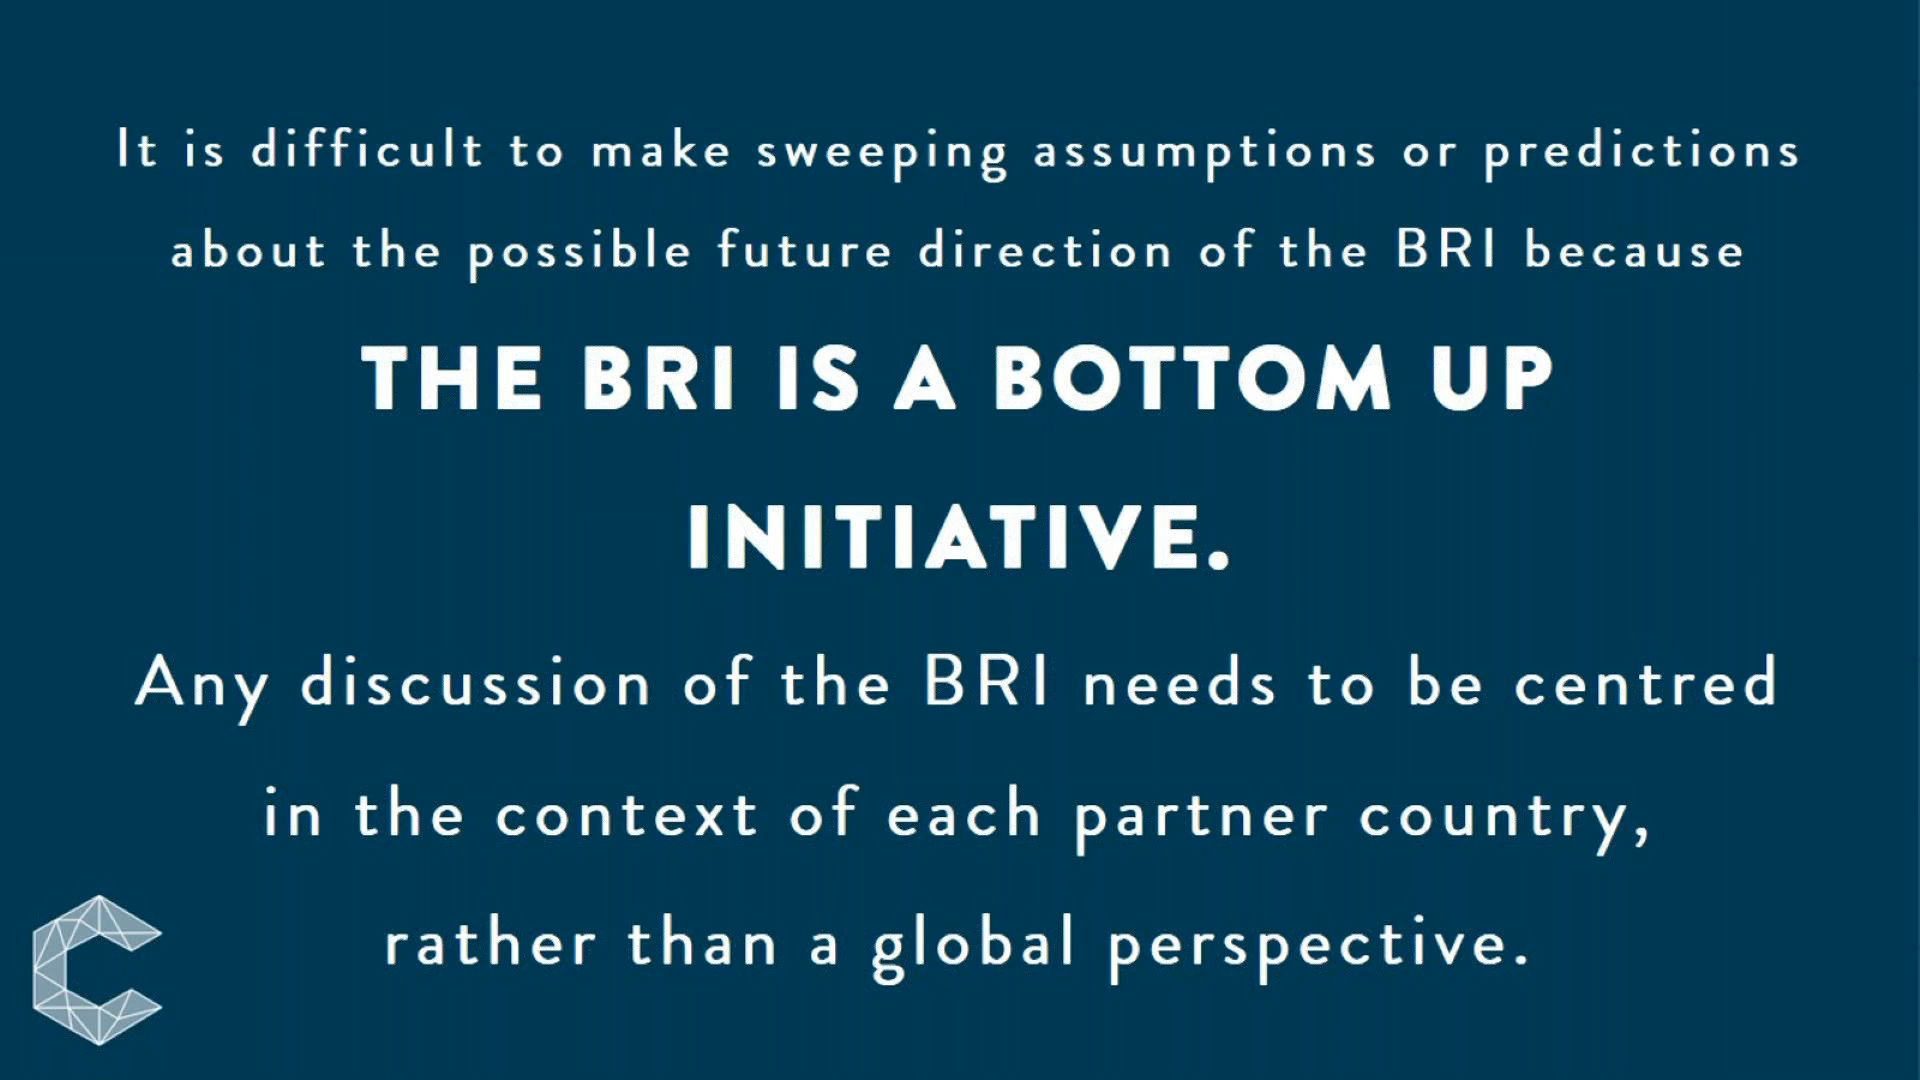 It is difficult to make sweeping assumptions or predictions
about the possible future direction of the BRI because
THE BRI IS A BOTTOM UP
INITIATIVE.
Any discussion of the BRI needs to be centred
in the context of each partner country,
rather than a global perspective.